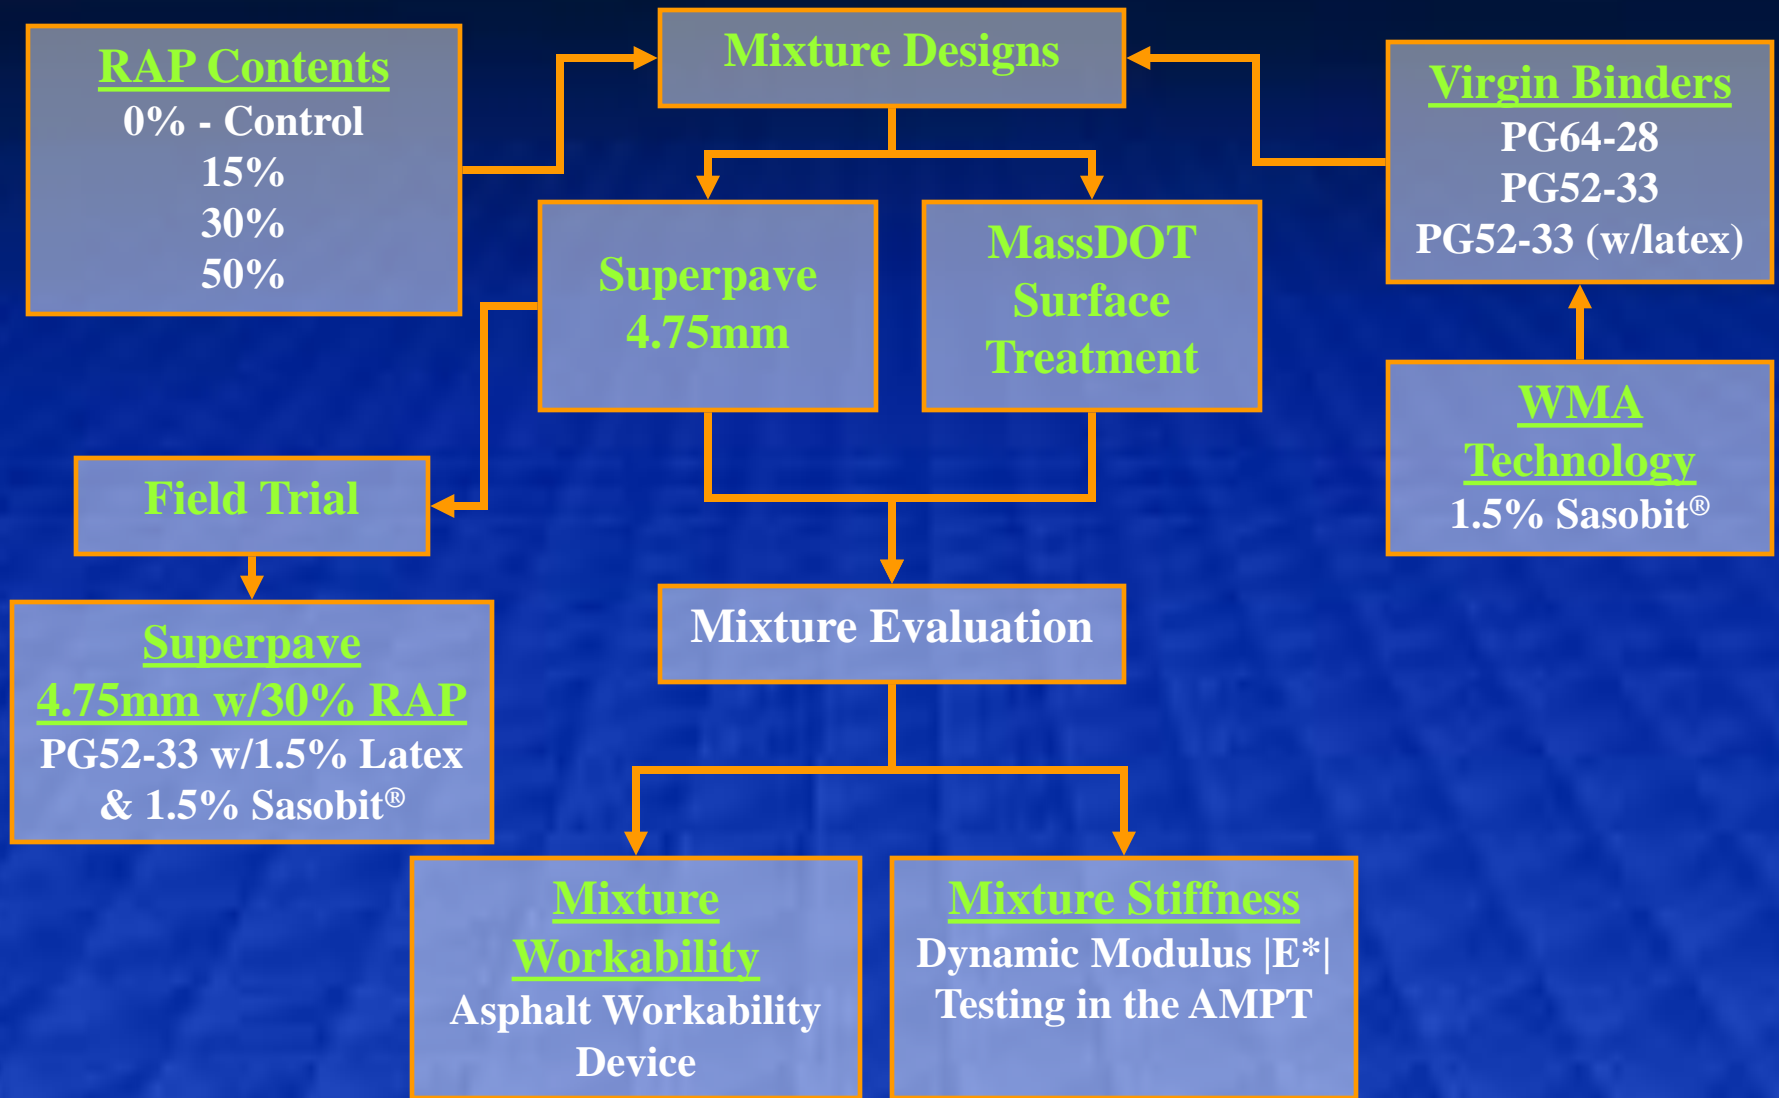 RAP Contents
0% - Control
15%
30%
50%
Mixture Designs
Virgin Binders
PG64-28
PG52-33
PG52-33 (w/latex)
Superpave
4.75mm
MassDOT
Surface
Treatment
WMA
Technology
1.5% Sasobit®
Field Trial
Superpave
4.75mm w/30% RAP
PG52-33 w/1.5% Latex
& 1.5% Sasobit®
Mixture Evaluation
Mixture
Workability
Asphalt Workability
Device
Mixture Stiffness
Dynamic Modulus |E*|
Testing in the AMPT